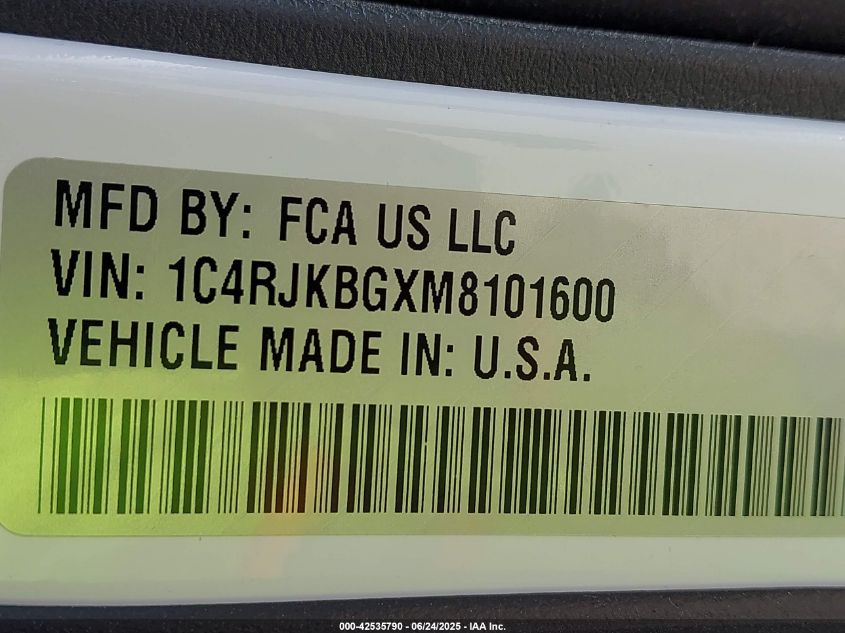 MFD BY: FCA US LLC
VIN: 1C4RJKBGXM8101600
VEHICLE MADE IN: U.S.A.
000-42535790 - 06/24/2025 - IAA Inc.